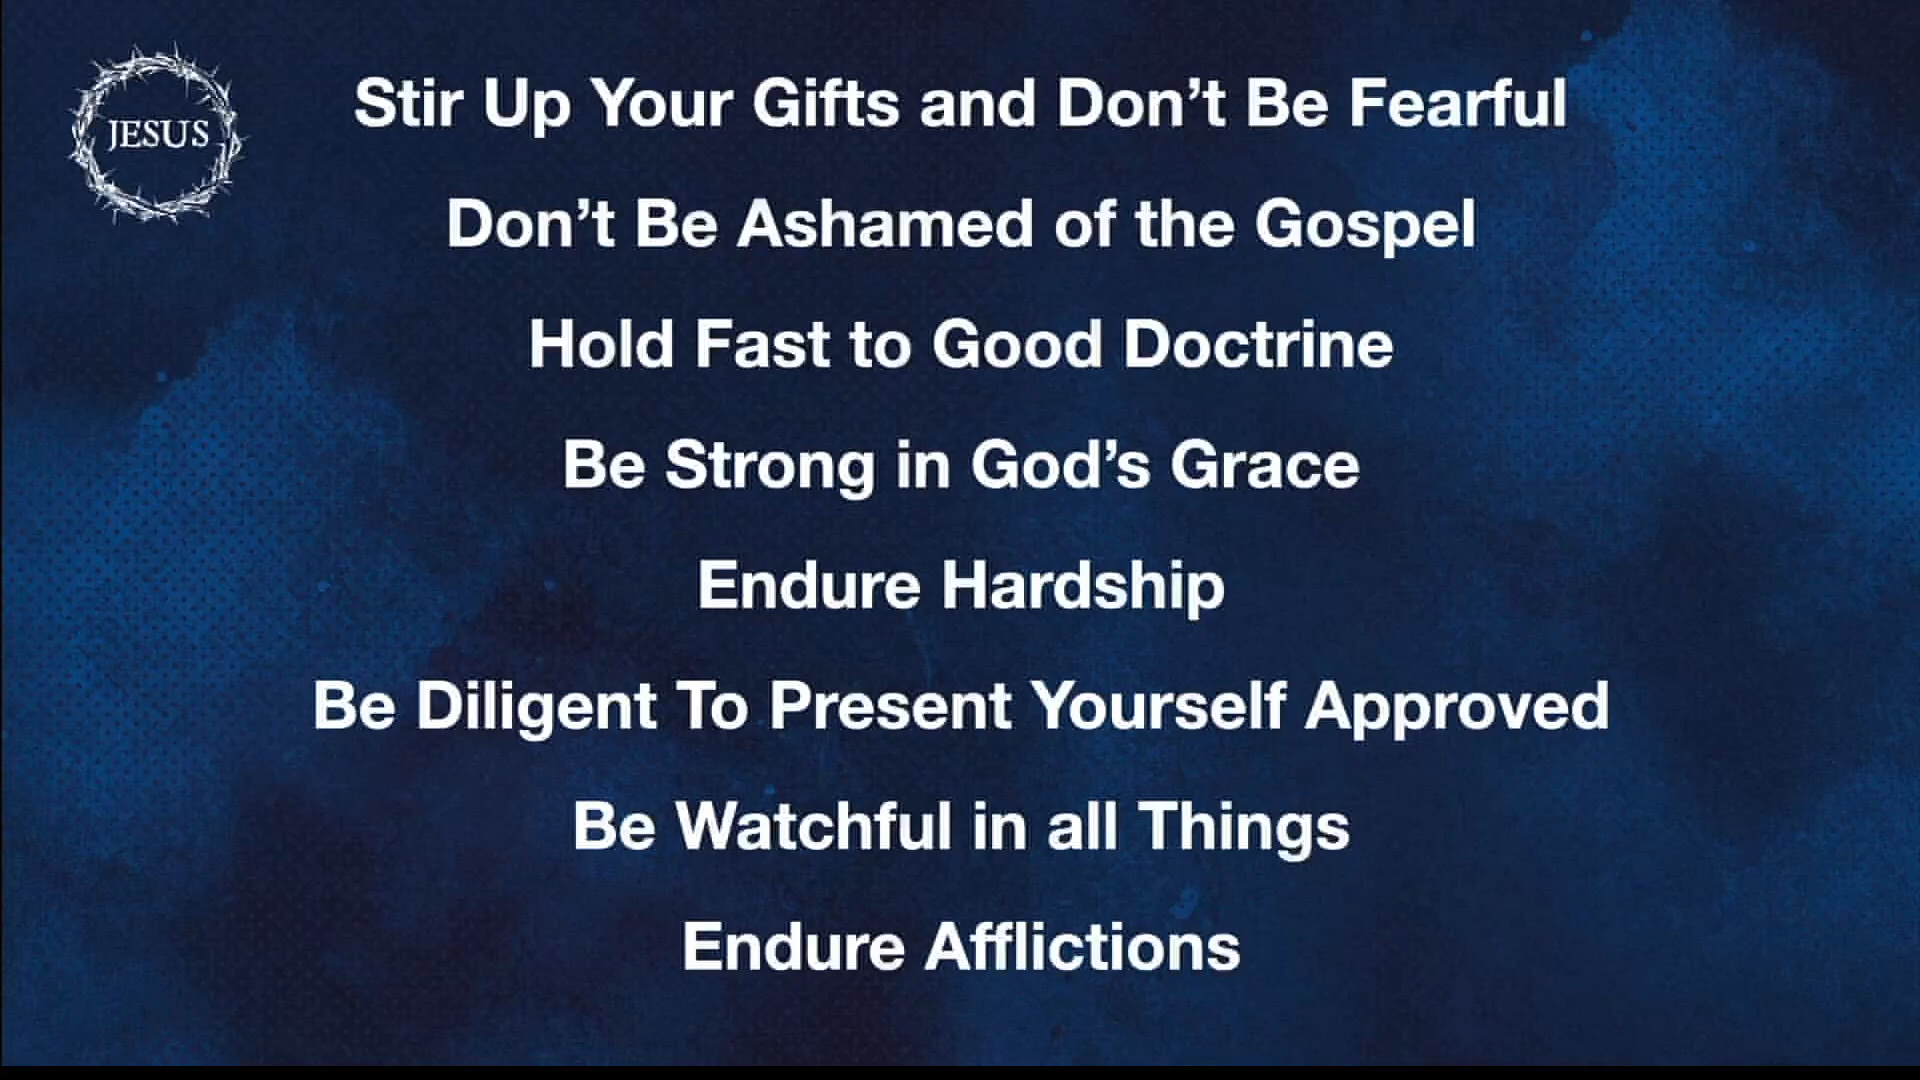 JESUS
Stir Up Your Gifts and Don’t Be Fearful
Don’t Be Ashamed of the Gospel
Hold Fast to Good Doctrine
Be Strong in God’s Grace
Endure Hardship
Be Diligent To Present Yourself Approved
Be Watchful in all Things
Endure Afflictions